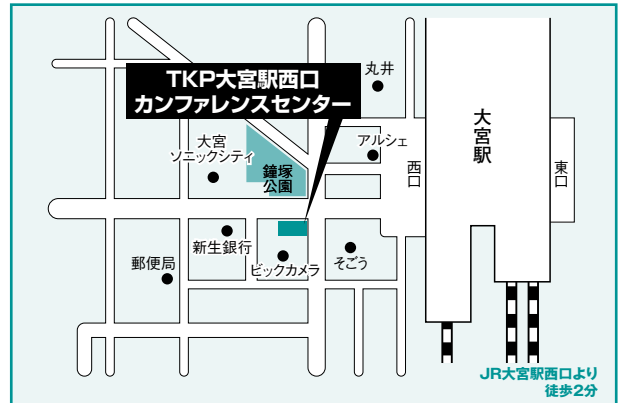 丸井
TKP大宮駅西口
カンファレンスセンター
大宮
ソニックシティ
アルシェ
大宮駅
西口
東口
鐘塚
公園
新生銀行
郵便局
ビックカメラ
そごう
JR大宮駅西口より
徒歩2分